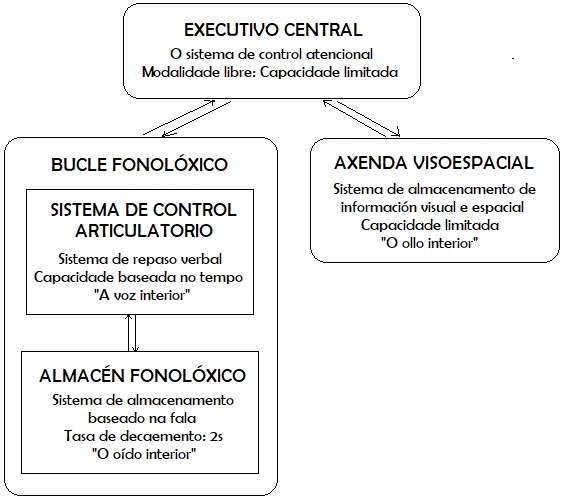 EXECUTIVO CENTRAL
O sistema de control atencional
Modalidade libre: Capacidade limitada
BUCLE FONOLÓXICO
SISTEMA DE CONTROL
ARTICULATORIO
Sistema de repaso verbal
Capacidade baseada no tempo
"A voz interior"
ALMACÉN FONOLÓXICO
Sistema de almacenamento
baseado na fala
Tasa de decaemento: 2s
"O oído interior"
AXENDA VISOESPACIAL
Sistema de almacenamento de
información visual e espacial
Capacidade limitada
"O ollo interior"